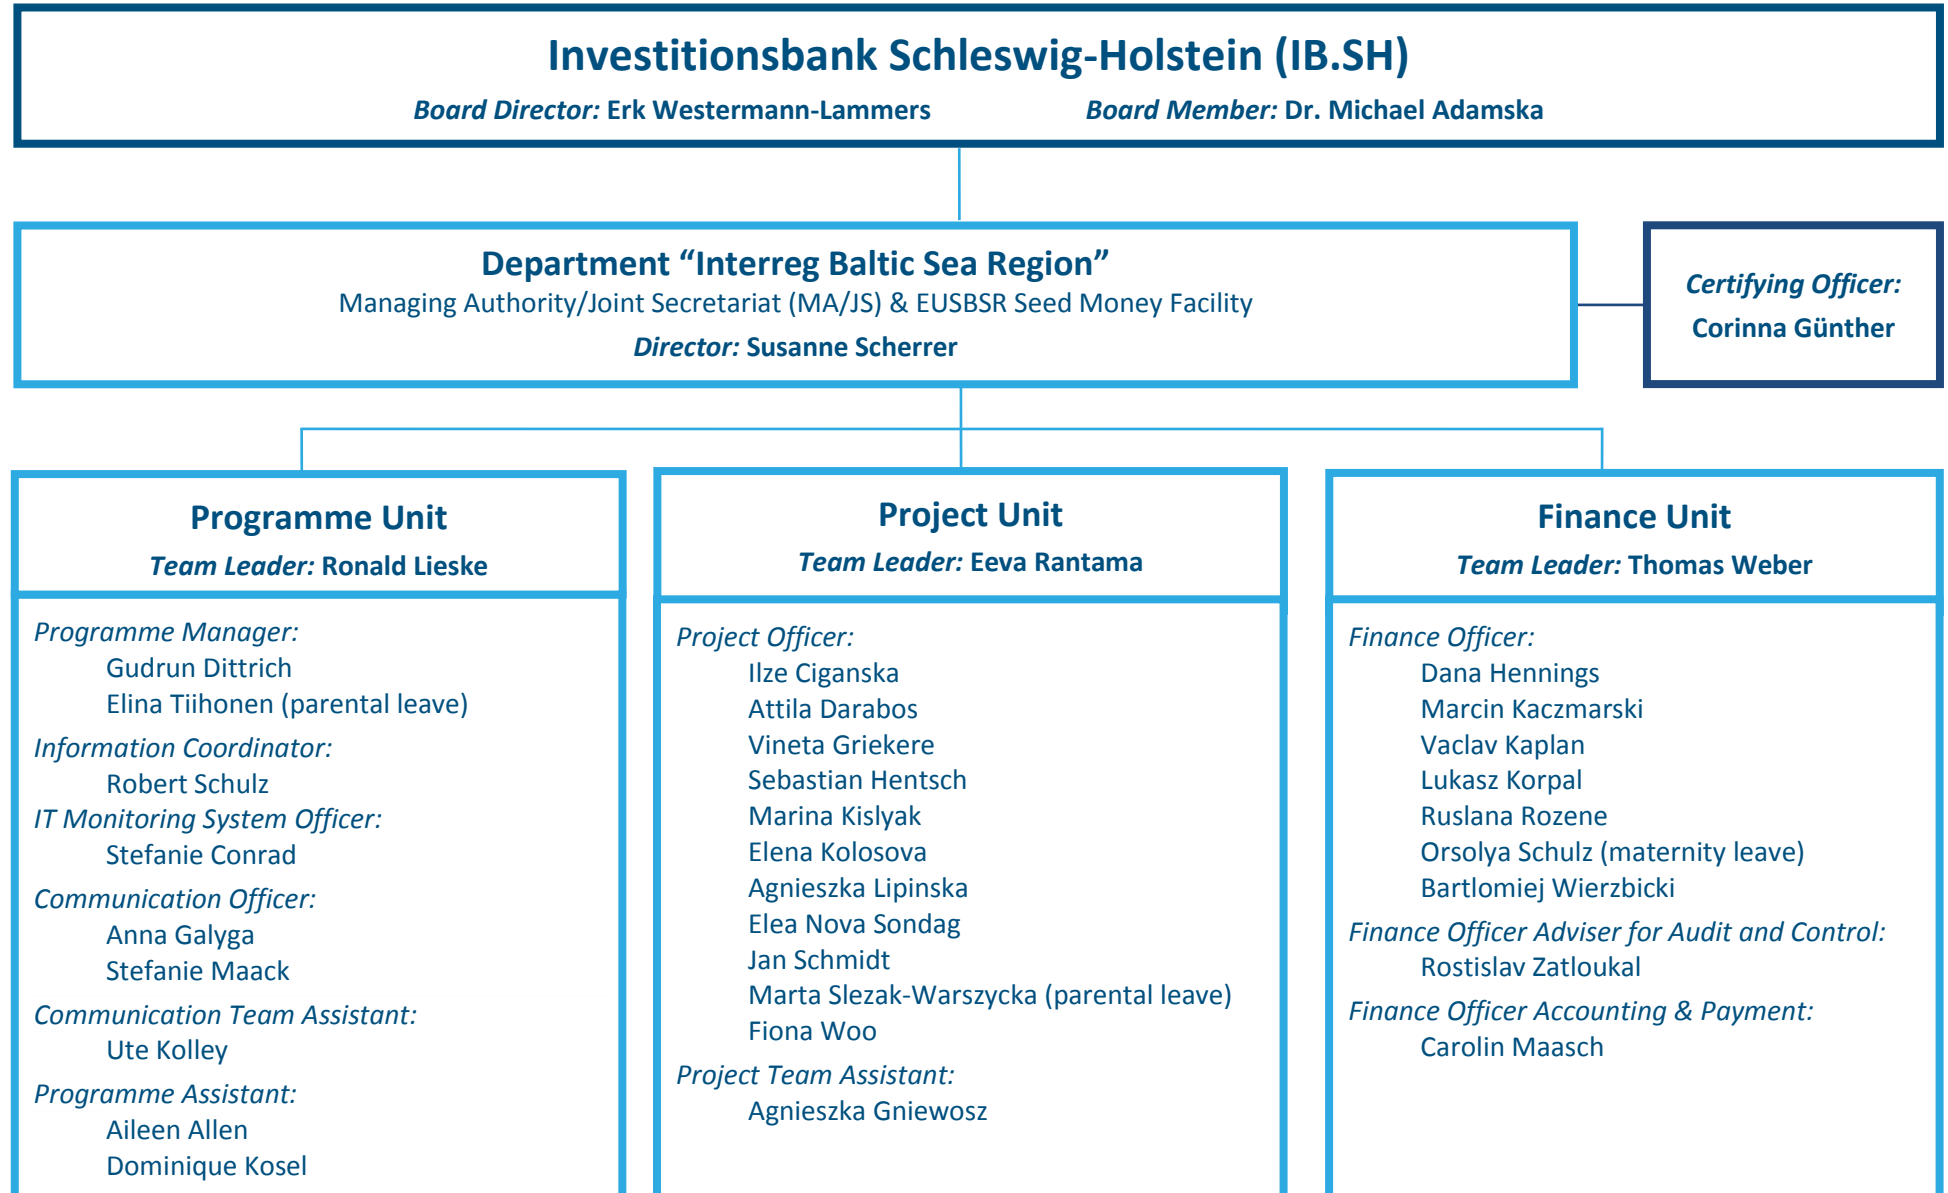 Investitionsbank Schleswig-Holstein (IB.SH)
Board Director: Erk Westermann-Lammers Board Member: Dr. Michael Adamska
Department “Interreg Baltic Sea Region”
Managing Authority/Joint Secretariat (MA/JS) & EUSBSR Seed Money Facility
Director: Susanne Scherrer
Certifying Officer:
Corinna Günther
Programme Unit
Team Leader: Ronald Lieske
Programme Manager:
Gudrun Dittrich
Elina Tiihonen (parental leave)
Information Coordinator:
Robert Schulz
IT Monitoring System Officer:
Stefanie Conrad
Communication Officer:
Anna Galyga
Stefanie Maack
Communication Team Assistant:
Ute Kolley
Programme Assistant:
Aileen Allen
Dominique Kosel
Project Unit
Team Leader: Eeva Rantama
Project Officer:
Ilze Ciganska
Attila Darabos
Vineta Griekere
Sebastian Hentsch
Marina Kislyak
Elena Kolosova
Agnieszka Lipinska
Elea Nova Sondag
Jan Schmidt
Marta Slezak-Warszycka (parental leave)
Fiona Woo
Project Team Assistant:
Agnieszka Gniewosz
Finance Unit
Team Leader: Thomas Weber
Finance Officer:
Dana Hennings
Marcin Kaczmarski
Vaclav Kaplan
Lukasz Korpal
Ruslana Rozene
Orsolya Schulz (maternity leave)
Bartlomiej Wierzbicki
Finance Officer Adviser for Audit and Control:
Rostislav Zatloukal
Finance Officer Accounting & Payment:
Carolin Maasch